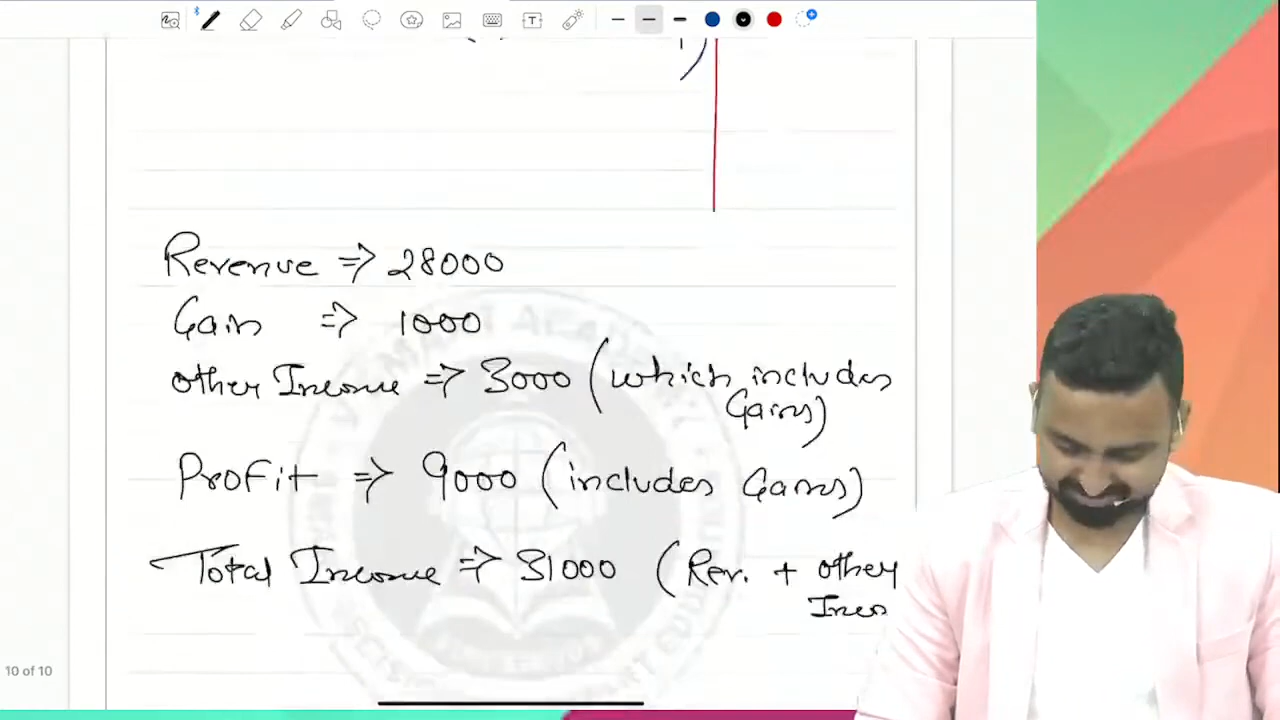 Revenue ⇒ 28000
Gain ⇒ 1000
other Income ⇒ 3000 (which includes
Gains)
Profit ⇒ 9000 (includes Gains)
Total Income ⇒ 31000 (Rev. + other
Inco
10 of 10